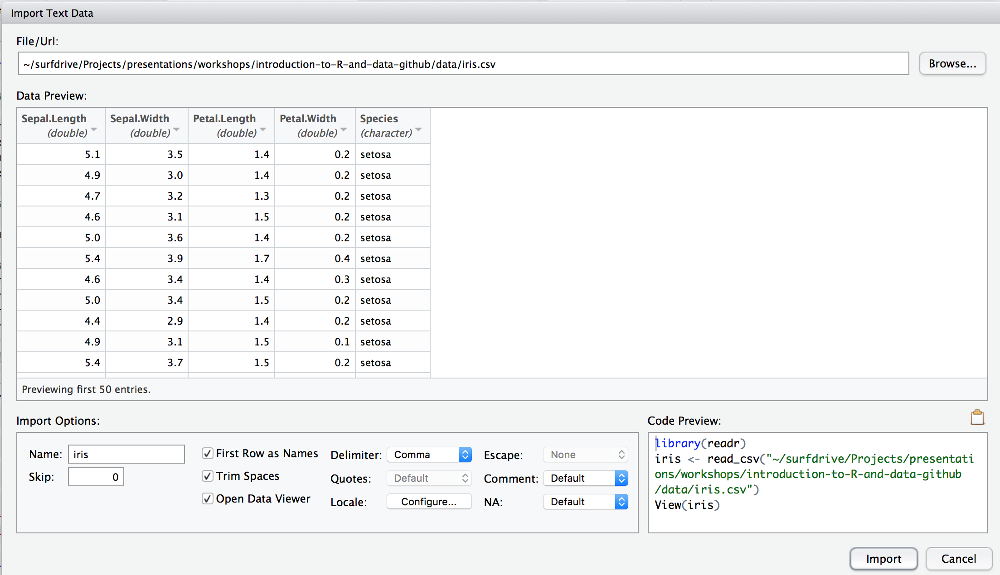 Import Text Data
File/Url:
~/surfdrive/Projects/presentations/workshops/introduction-to-R-and-data-github/data/iris.csv Browse...
Data Preview:
Sepal.Length Sepal.Width Petal.Length Petal.Width Species
(double) (double) (double) (double) (character)
5.1 3.5 1.4 0.2 setosa
4.9 3.0 1.4 0.2 setosa
4.7 3.2 1.3 0.2 setosa
4.6 3.1 1.5 0.2 setosa
5.0 3.6 1.4 0.2 setosa
5.4 3.9 1.7 0.4 setosa
4.6 3.4 1.4 0.3 setosa
5.0 3.4 1.5 0.2 setosa
4.4 2.9 1.4 0.2 setosa
4.9 3.1 1.5 0.1 setosa
5.4 3.7 1.5 0.2 setosa
Previewing first 50 entries.
Import Options:
Name: iris
Skip: 0
First Row as Names
Trim Spaces
Open Data Viewer
Delimiter: Comma
Quotes: Default
Locale: Configure...
Escape: None
Comment: Default
NA: Default
Code Preview:
library(readr)
iris <- read_csv("~/surfdrive/Projects/presentati
ons/workshops/introduction-to-R-and-data-github
/data/iris.csv")
View(iris)
Import Cancel